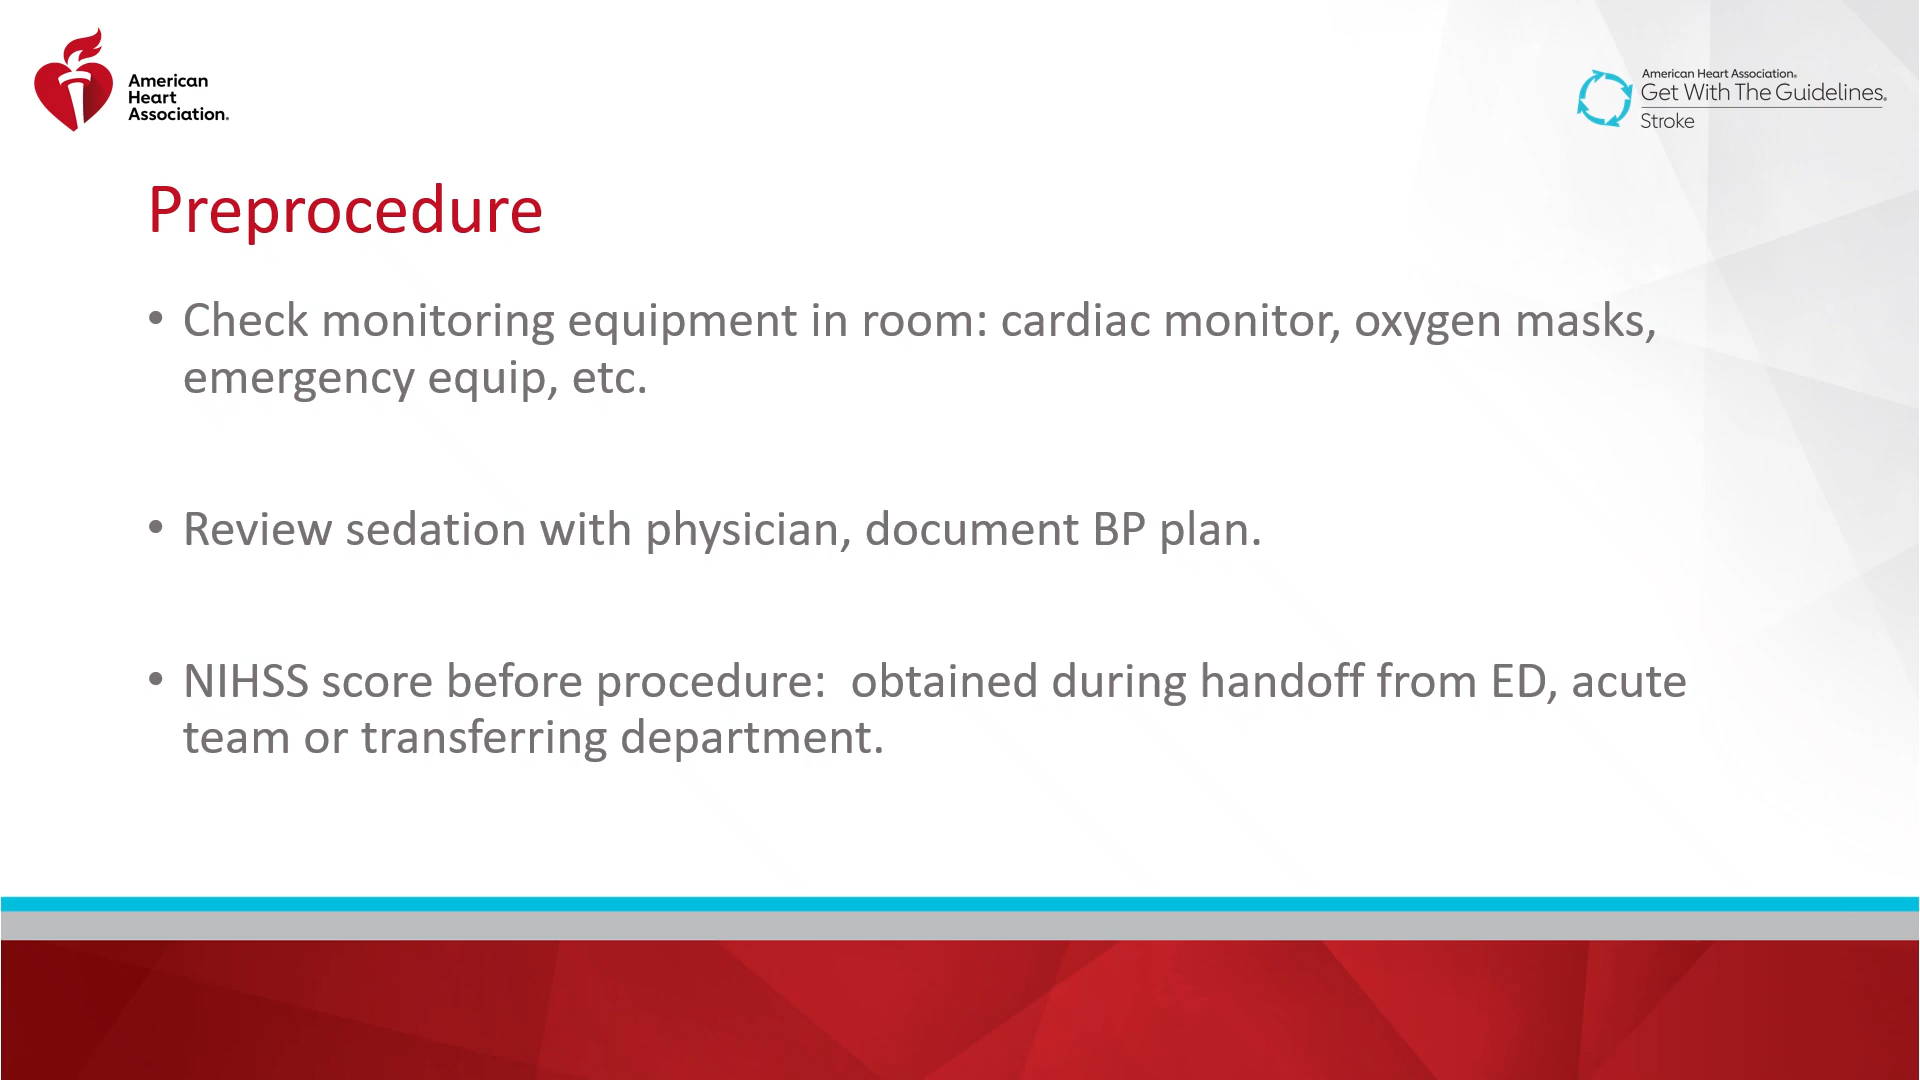 American
Heart
Association.
American Heart Association.
Get With The Guidelines.
Stroke
Preprocedure
• Check monitoring equipment in room: cardiac monitor, oxygen masks,
emergency equip, etc.
• Review sedation with physician, document BP plan.
• NIHSS score before procedure:  obtained during handoff from ED, acute
team or transferring department.